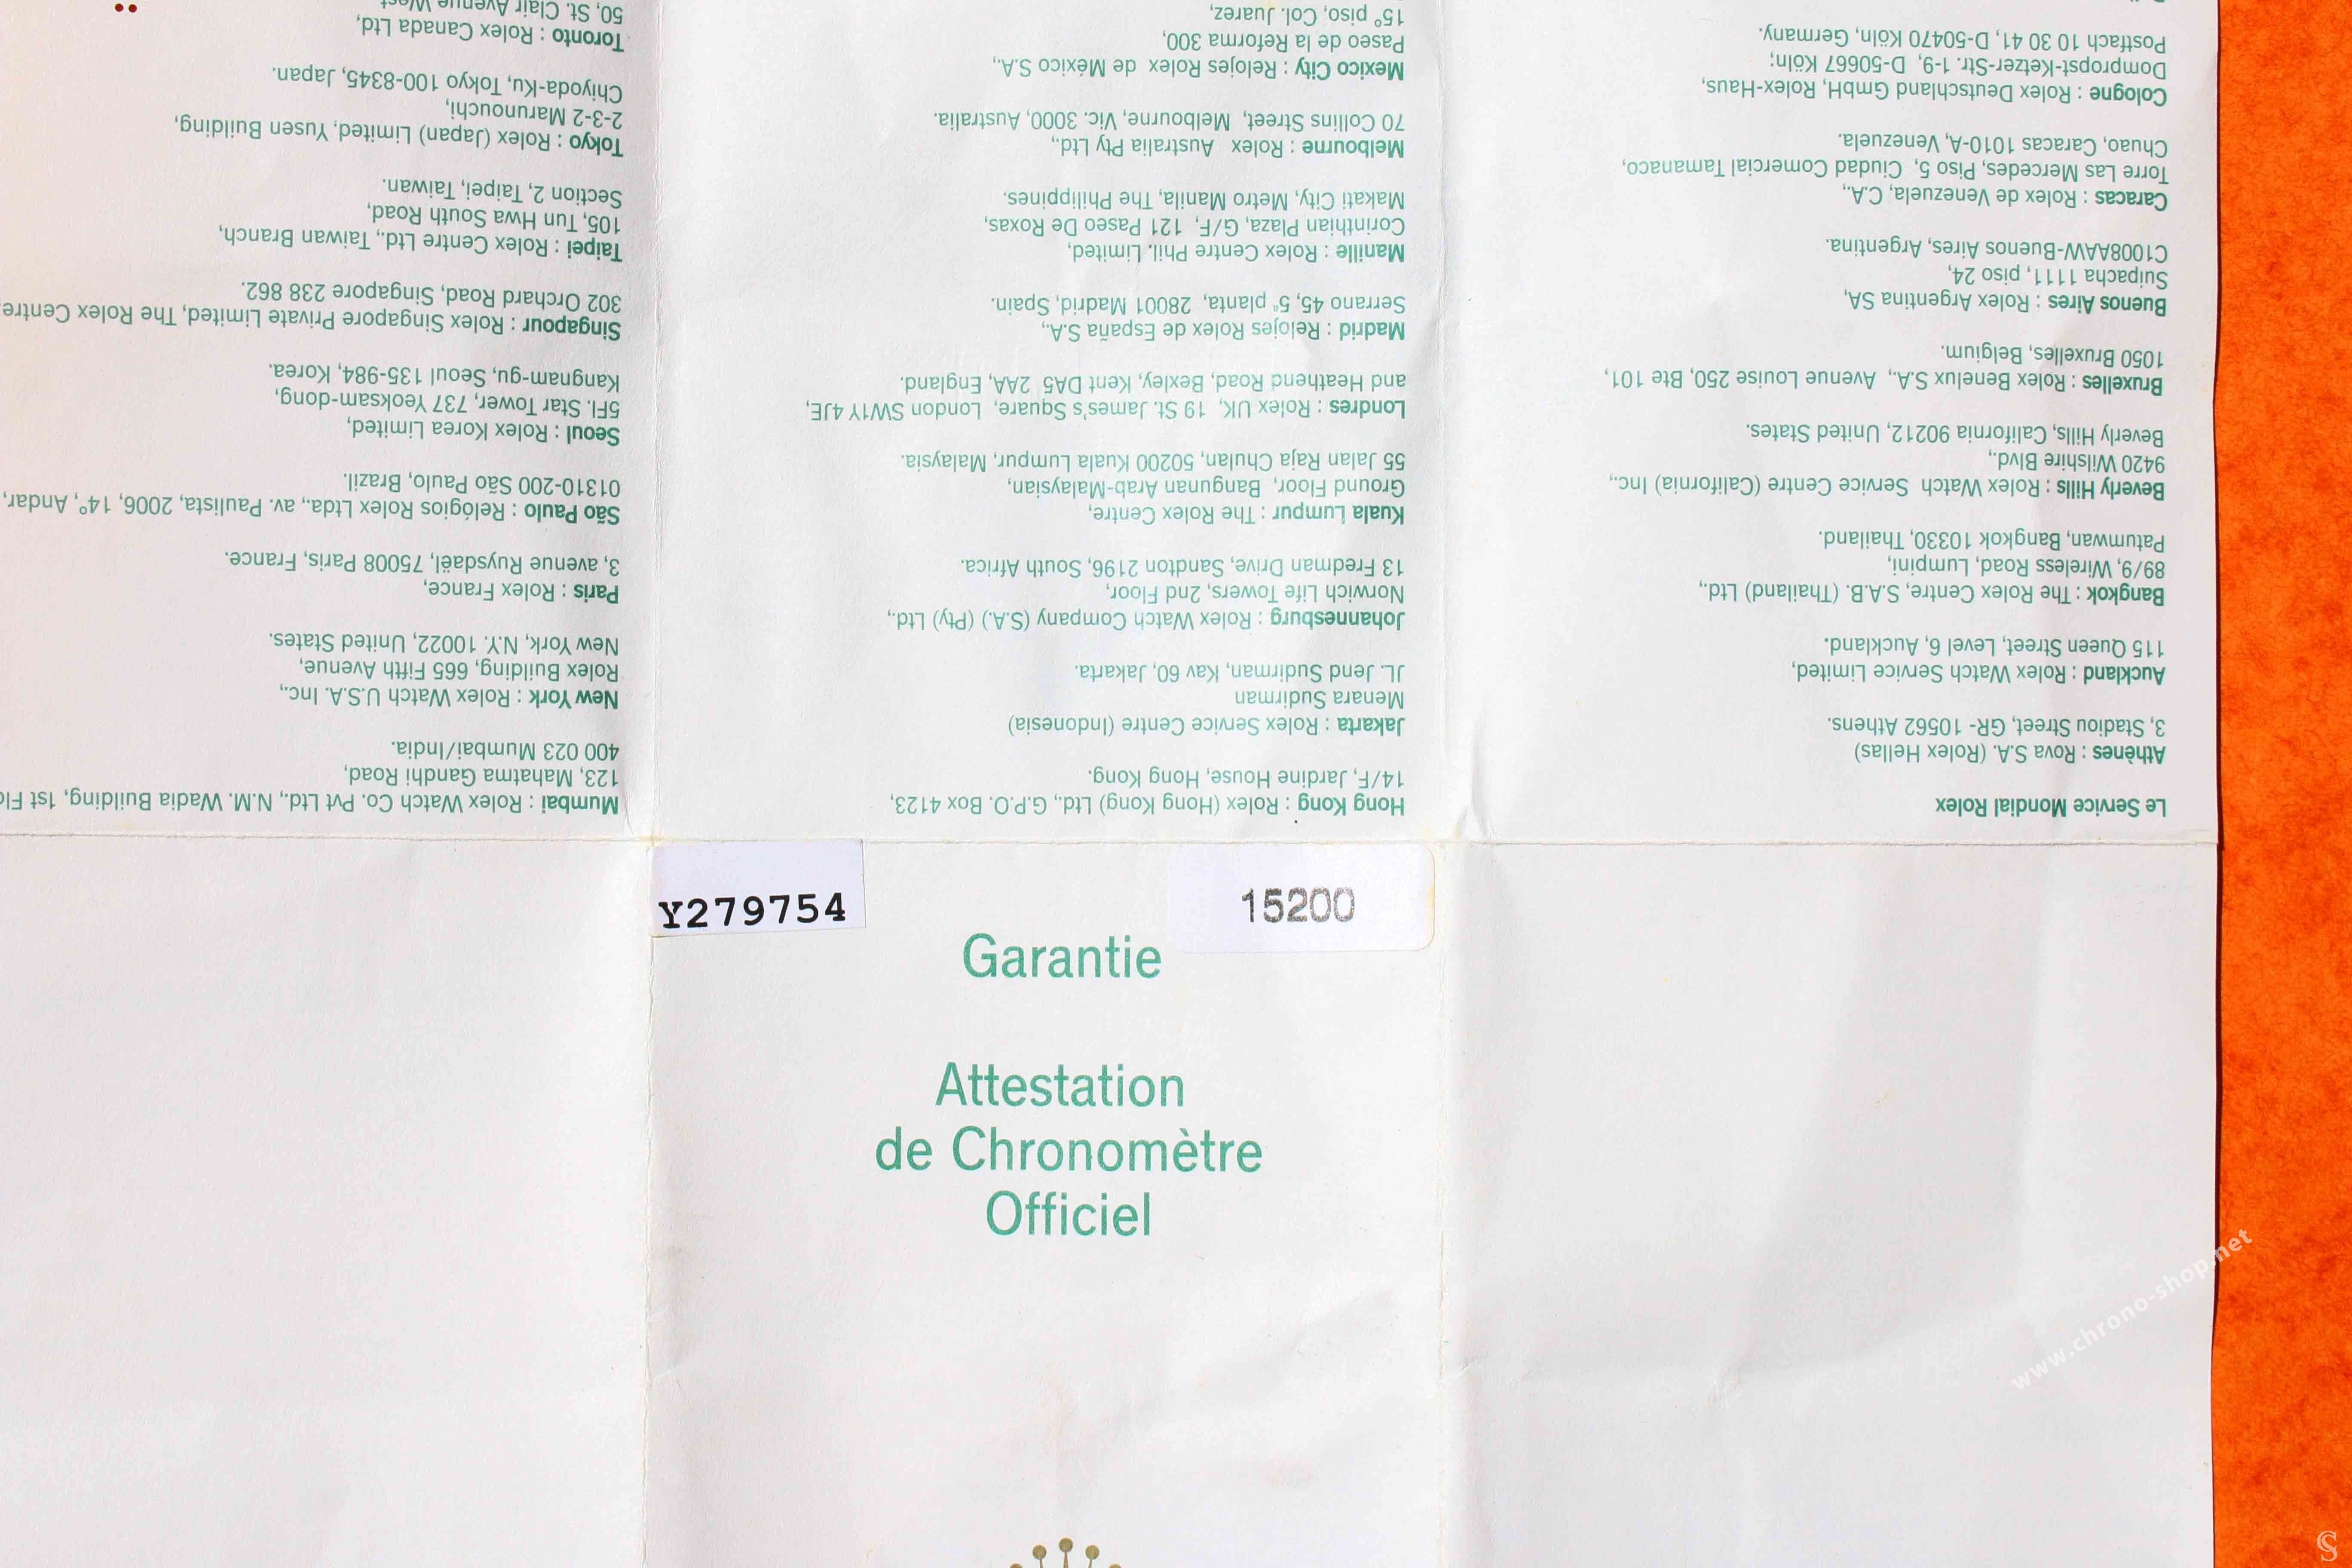 Y279754
15200
Garantie
Attestation
de Chronomètre
Officiel
Le Service Mondial Rolex
Athènes : Rova S.A. (Rolex Hellas)
3, Stadiou Street, GR- 10562 Athens.
Auckland : Rolex Watch Service Limited,
115 Queen Street, Level 6, Auckland.
Bangkok : The Rolex Centre, S.A.B. (Thailand) Ltd.,
89/9, Wireless Road, Lumpini,
Patumwan, Bangkok 10330, Thailand.
Beverly Hills : Rolex Watch Service Centre (California) Inc.,
9420 Wilshire Blvd.,
Beverly Hills, California 90212, United States.
Bruxelles : Rolex Benelux S.A., Avenue Louise 250, Bte 101,
1050 Bruxelles, Belgium.
Buenos Aires : Rolex Argentina SA,
Suipacha 1111, piso 24,
C1008AAW-Buenos Aires, Argentina.
Caracas : Rolex de Venezuela, C.A.,
Torre Las Mercedes, Piso 5, Ciudad Comercial Tamanaco,
Chuao, Caracas 1010-A, Venezuela.
Cologne : Rolex Deutschland GmbH, Rolex-Haus,
Dompropst-Ketzer-Str. 1-9, D-50667 Köln;
Postfach 10 30 41, D-50470 Köln, Germany.
Hong Kong : Rolex (Hong Kong) Ltd., G.P.O. Box 4123,
14/F, Jardine House, Hong Kong.
Jakarta : Rolex Service Centre (Indonesia)
Menara Sudirman
JL. Jend Sudirman, Kav 60, Jakarta.
Johannesburg : Rolex Watch Company (S.A.) (Pty) Ltd.,
Norwich Life Towers, 2nd Floor,
13 Fredman Drive, Sandton 2196, South Africa.
Kuala Lumpur : The Rolex Centre,
Ground Floor, Bangunan Arab-Malaysian,
55 Jalan Raja Chulan, 50200 Kuala Lumpur, Malaysia.
Londres : Rolex UK, 19 St. James's Square, London SW1Y 4JE,
and Heathend Road, Bexley, Kent DA5 2AA, England.
Madrid : Relojes Rolex de España S.A.,
Serrano 45, 5ª planta, 28001 Madrid, Spain.
Manille : Rolex Centre Phil. Limited,
Corinthian Plaza, G/F, 121 Paseo De Roxas,
Makati City, Metro Manila, The Philippines.
Melbourne : Rolex Australia Pty Ltd.,
70 Collins Street, Melbourne, Vic. 3000, Australia.
Mexico City : Relojes Rolex de México S.A.,
Paseo de la Reforma 300,
15º piso, Col. Juarez,
Mumbai : Rolex Watch Co. Pvt Ltd., N.M. Wadia Building, 1st Flo
123, Mahatma Gandhi Road,
400 023 Mumbai/India.
New York : Rolex Watch U.S.A. Inc.,
Rolex Building, 665 Fifth Avenue,
New York, N.Y. 10022, United States.
Paris : Rolex France,
3, avenue Ruysdaël, 75008 Paris, France.
São Paulo : Relógios Rolex Ltda., av. Paulista, 2006, 14º, Andar,
01310-200 São Paulo, Brazil.
Seoul : Rolex Korea Limited,
5Fl. Star Tower, 737 Yeoksam-dong,
Kangnam-gu, Seoul 135-984, Korea.
Singapour : Rolex Singapore Private Limited, The Rolex Centre,
302 Orchard Road, Singapore 238 862.
Taipei : Rolex Centre Ltd., Taiwan Branch,
105, Tun Hwa South Road,
Section 2, Taipei, Taiwan.
Tokyo : Rolex (Japan) Limited, Yusen Building,
2-3-2 Marunouchi,
Chiyoda-Ku, Tokyo 100-8345, Japan.
Toronto : Rolex Canada Ltd,
50, St. Clair Avenue West
www.chrono-shop.net